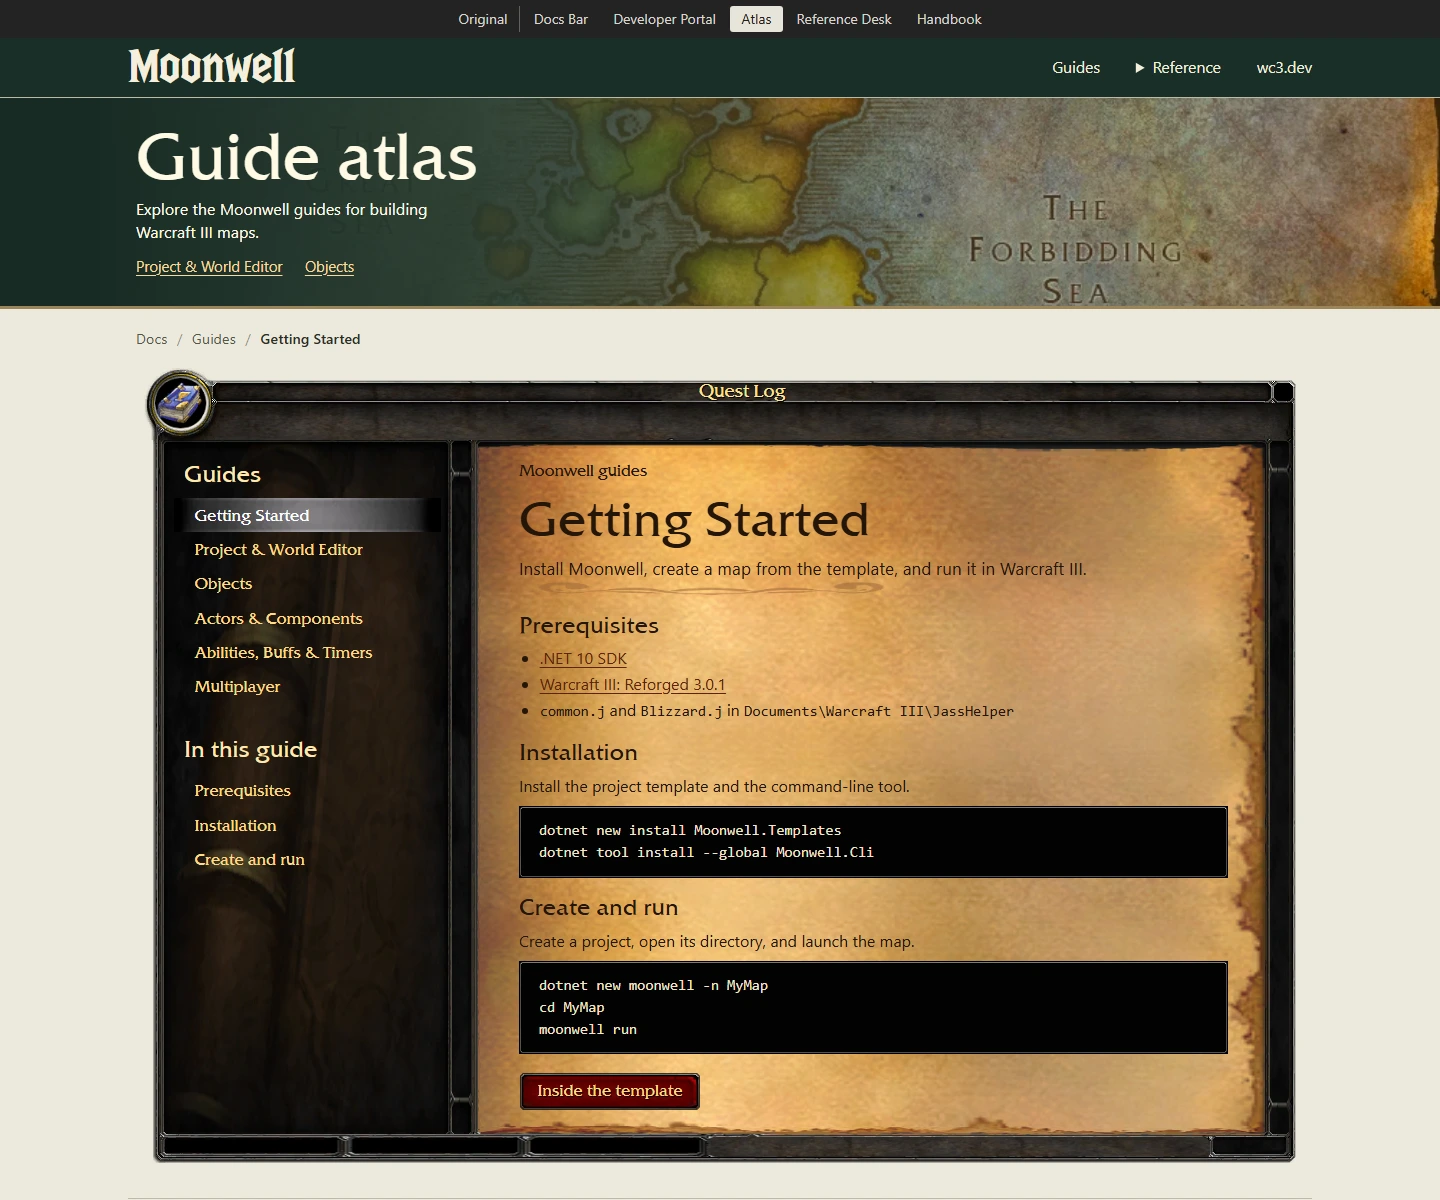 Original Docs Bar Developer Portal Atlas Reference Desk Handbook
Moonwell
Guides ▶ Reference wc3.dev
Guide atlas
Explore the Moonwell guides for building
Warcraft III maps.
Project & World Editor Objects
THE
FORBIDDING
SEA
Docs / Guides / Getting Started
Quest Log
Guides
Getting Started
Project & World Editor
Objects
Actors & Components
Abilities, Buffs & Timers
Multiplayer
In this guide
Prerequisites
Installation
Create and run
Moonwell guides
Getting Started
Install Moonwell, create a map from the template, and run it in Warcraft III.
Prerequisites
• .NET 10 SDK
• Warcraft III: Reforged 3.0.1
• common.j and Blizzard.j in Documents\Warcraft III\JassHelper
Installation
Install the project template and the command-line tool.
dotnet new install Moonwell.Templates
dotnet tool install --global Moonwell.Cli
Create and run
Create a project, open its directory, and launch the map.
dotnet new moonwell -n MyMap
cd MyMap
moonwell run
Inside the template